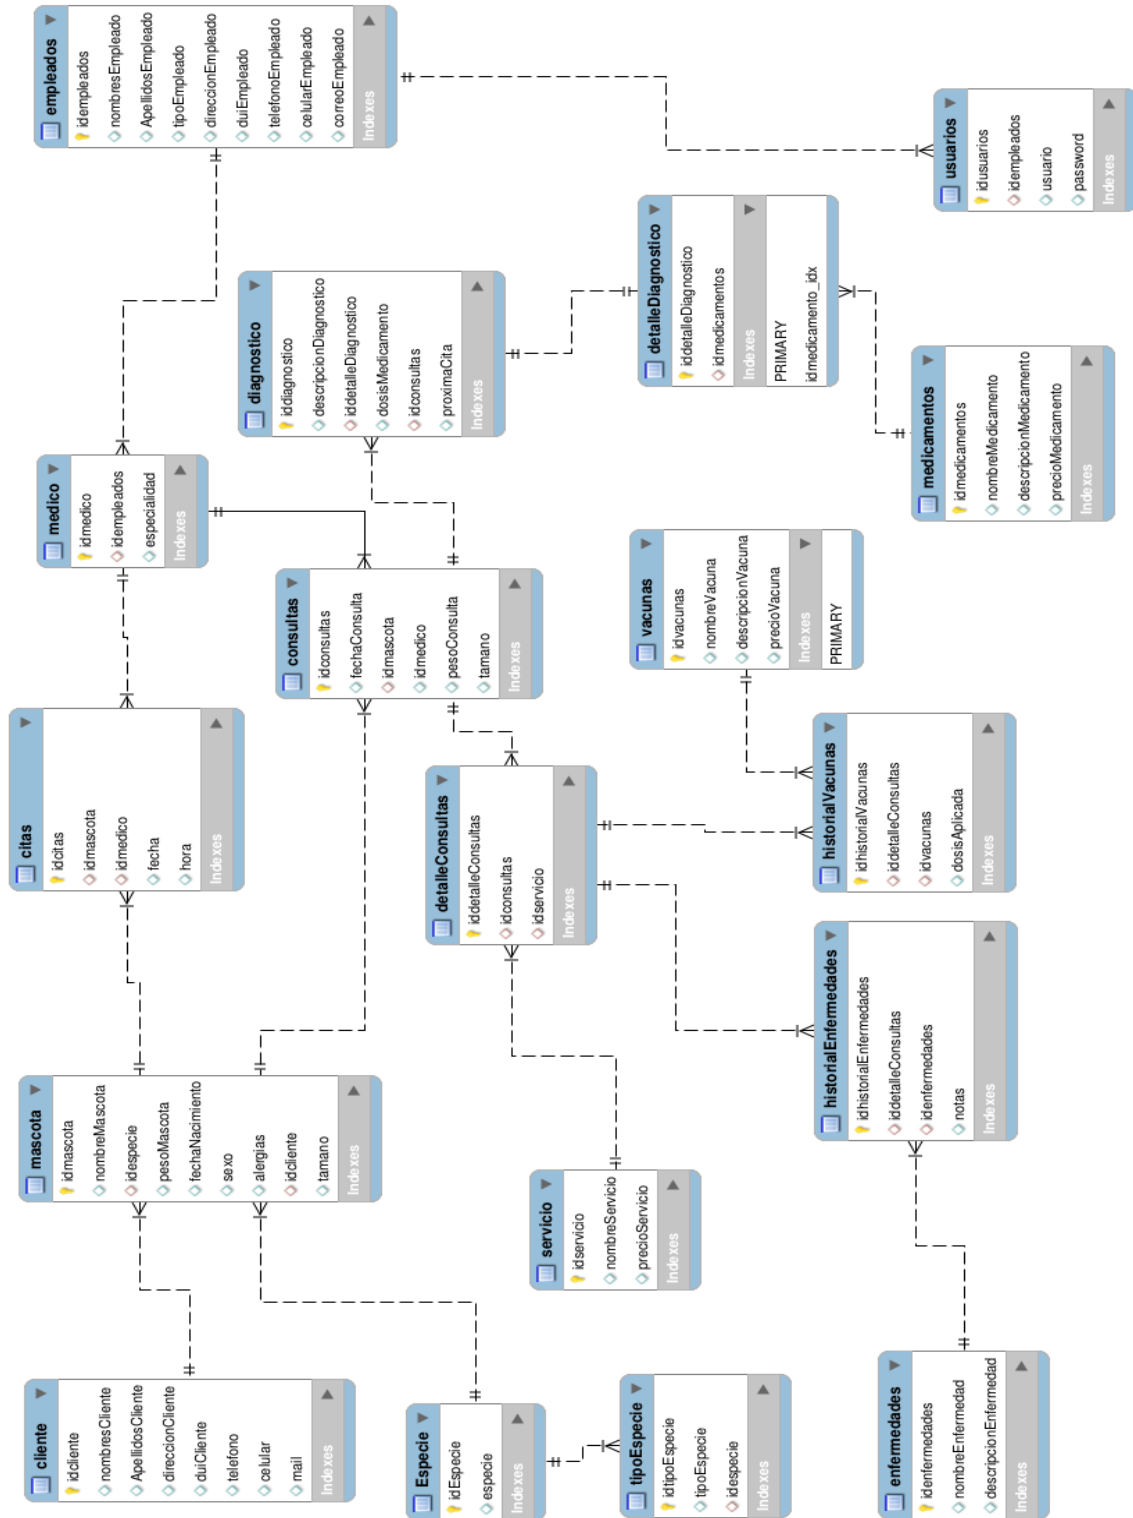 cliente
idcliente
nombresCliente
ApellidosCliente
direccionCliente
duiCliente
telefono
celular
mail
Indexes
mascota
idmascota
nombreMascota
idespecie
pesoMascota
fechaNacimiento
sexo
alergias
idcliente
tamano
Indexes
citas
idcitas
idmascota
idmedico
fecha
hora
Indexes
medico
idmedico
idempleados
especialidad
Indexes
empleados
idempleados
nombresEmpleado
ApellidosEmpleado
tipoEmpleado
direccionEmpleado
duiEmpleado
telefonoEmpleado
celularEmpleado
correoEmpleado
Indexes
consultas
idconsultas
fechaConsulta
idmascota
idmedico
pesoConsulta
tamano
Indexes
diagnostico
iddiagnostico
descripcionDiagnostico
iddetalleDiagnostico
dosisMedicamento
idconsultas
proximaCita
Indexes
Especie
idEspecie
especie
Indexes
detalleConsultas
iddetalleConsultas
idconsultas
idservicio
Indexes
servicio
idservicio
nombreServicio
precioServicio
Indexes
tipoEspecie
idtipoEspecie
tipoEspecie
idespecie
Indexes
vacunas
idvacunas
nombreVacuna
descripcionVacuna
precioVacuna
Indexes
PRIMARY
detalleDiagnostico
iddetalleDiagnostico
idmedicamentos
Indexes
PRIMARY
idmedicamento_idx
historialEnfermedades
idhistorialEnfermedades
iddetalleConsultas
idenfermedades
notas
Indexes
historialVacunas
idhistorialVacunas
iddetalleConsultas
idvacunas
dosisAplicada
Indexes
enfermedades
idenfermedades
nombreEnfermedad
descripcionEnfermedad
Indexes
medicamentos
idmedicamentos
nombreMedicamento
descripcionMedicamento
precioMedicamento
Indexes
usuarios
idusuarios
idempleados
usuario
password
Indexes